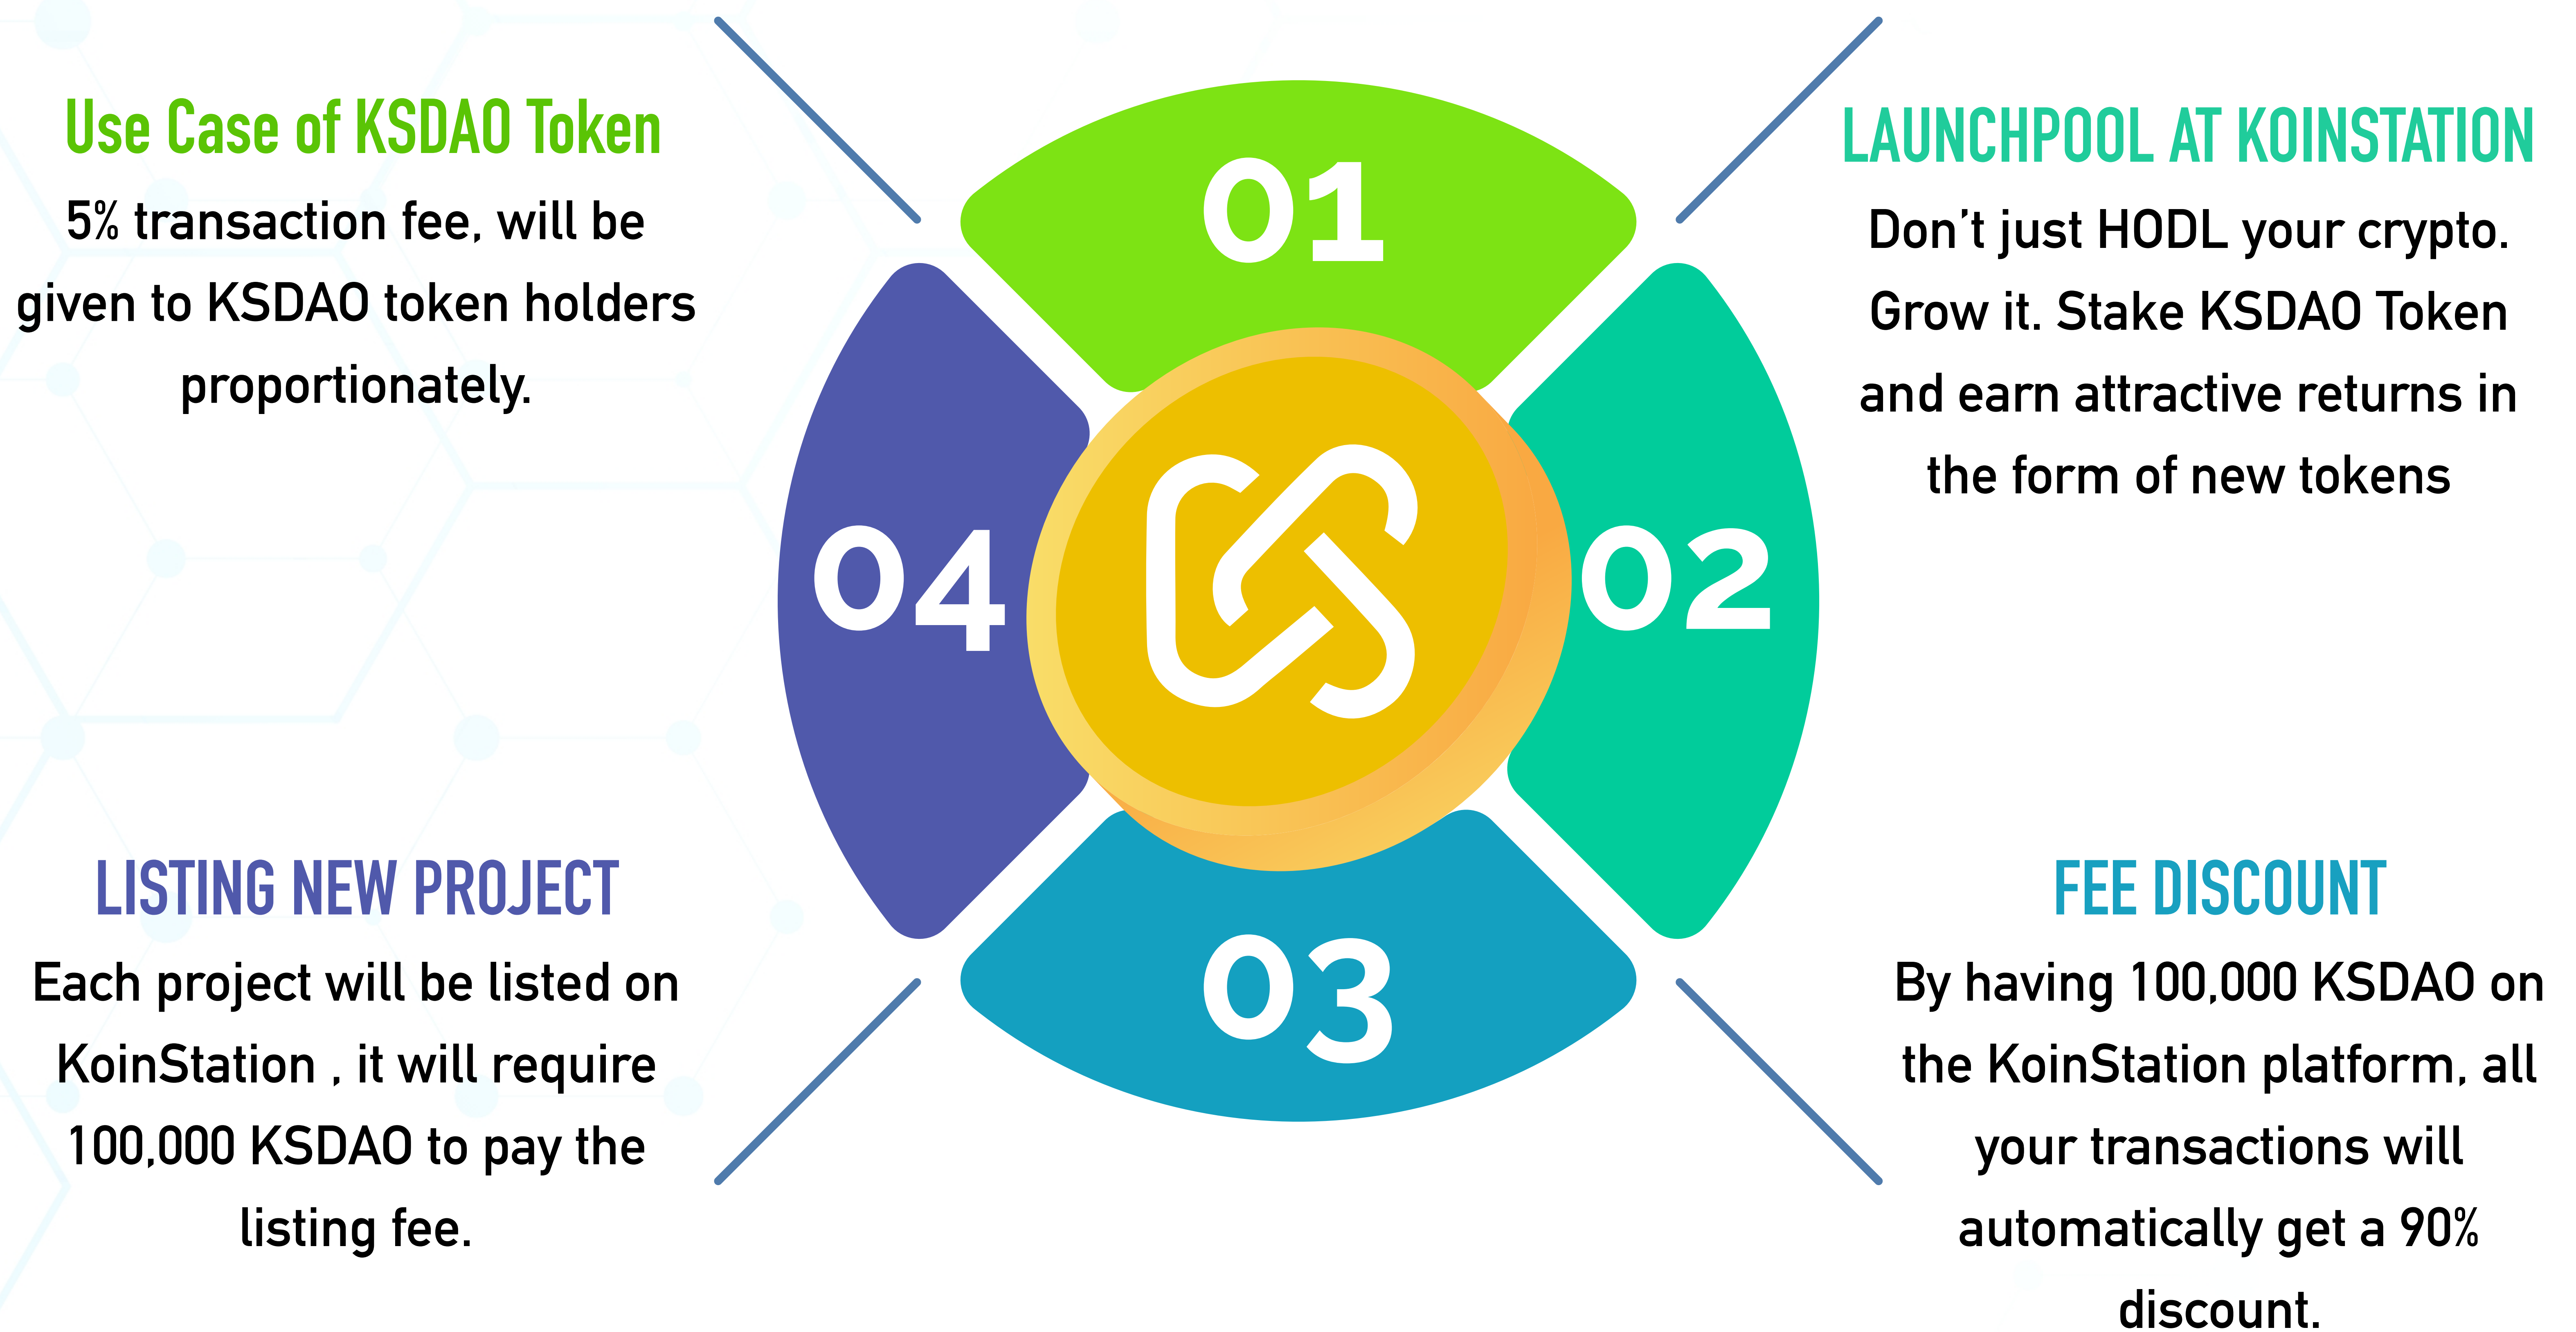 Use Case of KSDAO Token
5% transaction fee, will be
given to KSDAO token holders
proportionately.
01
LAUNCHPOOL AT KOINSTATION
Don't just HODL your crypto.
Grow it. Stake KSDAO Token
and earn attractive returns in
the form of new tokens
04
02
LISTING NEW PROJECT
Each project will be listed on
KoinStation , it will require
100,000 KSDAO to pay the
listing fee.
03
FEE DISCOUNT
By having 100,000 KSDAO on
the KoinStation platform, all
your transactions will
automatically get a 90%
discount.